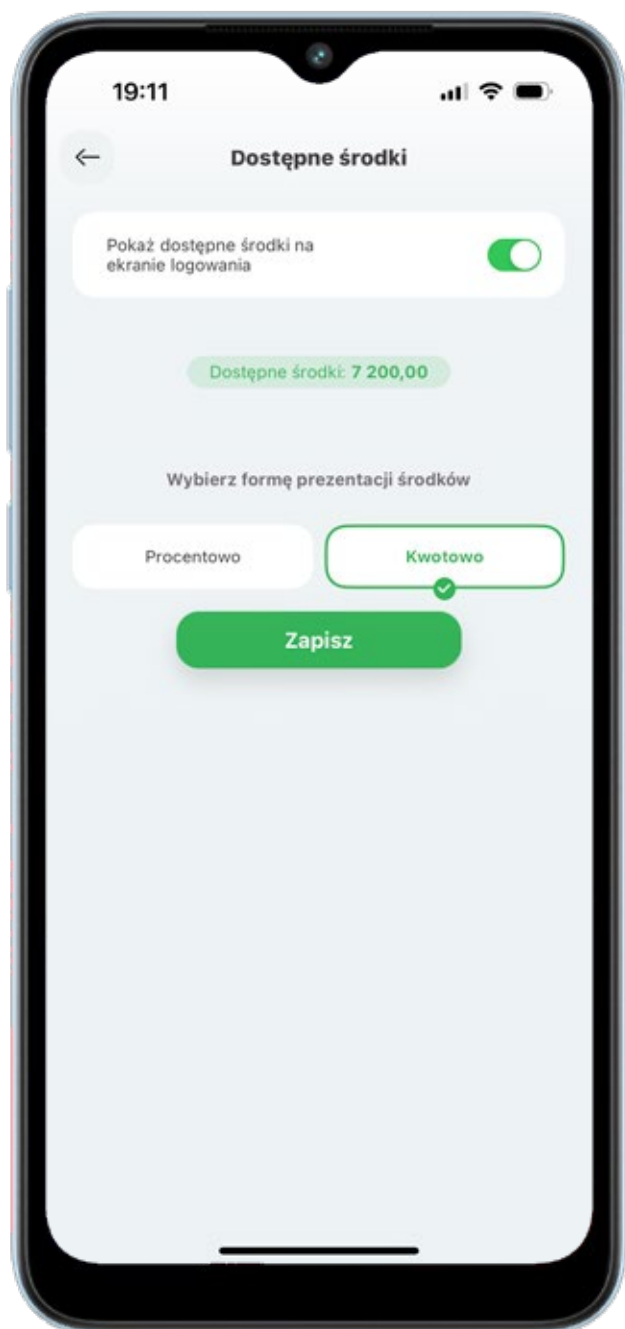 19:11
Dostępne środki
Pokaż dostępne środki na
ekranie logowania
Dostępne środki: 7 200,00
Wybierz formę prezentacji środków
Procentowo
Kwotowo
Zapisz